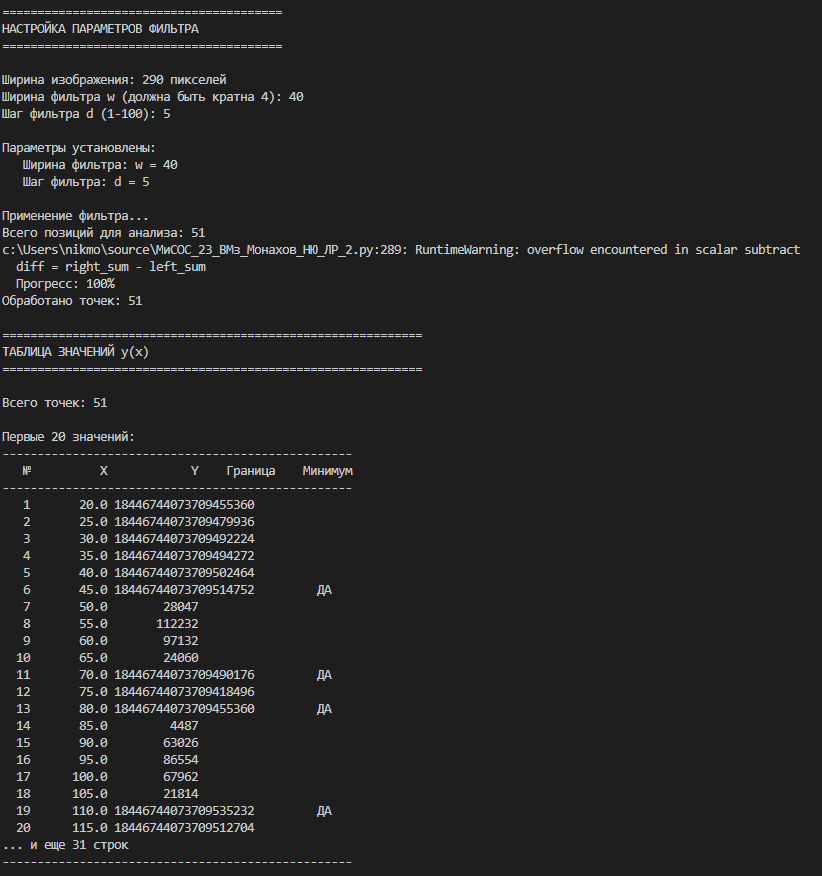 ========================================
НАСТРОЙКА ПАРАМЕТРОВ ФИЛЬТРА
========================================
Ширина изображения: 290 пикселей
Ширина фильтра w (должна быть кратна 4): 40
Шаг фильтра d (1-100): 5
Параметры установлены:
Ширина фильтра: w = 40
Шаг фильтра: d = 5
Применение фильтра...
Всего позиций для анализа: 51
c:\Users\nikmo\source\МиСОС_23_ВМз_Монахов_НЮ_ЛР_2.py:289: RuntimeWarning: overflow encountered in scalar subtract
diff = right_sum - left_sum
Прогресс: 100%
Обработано точек: 51
============================================================
ТАБЛИЦА ЗНАЧЕНИЙ y(x)
============================================================
Всего точек: 51
Первые 20 значений:
--------------------------------------------------
№ X Y Граница Минимум
--------------------------------------------------
1 20.0 18446744073709455360
2 25.0 18446744073709479936
3 30.0 18446744073709492224
4 35.0 18446744073709494272
5 40.0 18446744073709502464
6 45.0 18446744073709514752 ДА
7 50.0 28047
8 55.0 112232
9 60.0 97132
10 65.0 24060
11 70.0 18446744073709490176 ДА
12 75.0 18446744073709418496
13 80.0 18446744073709455360 ДА
14 85.0 4487
15 90.0 63026
16 95.0 86554
17 100.0 67962
18 105.0 21814
19 110.0 18446744073709535232 ДА
20 115.0 18446744073709512704
... и еще 31 строк
--------------------------------------------------